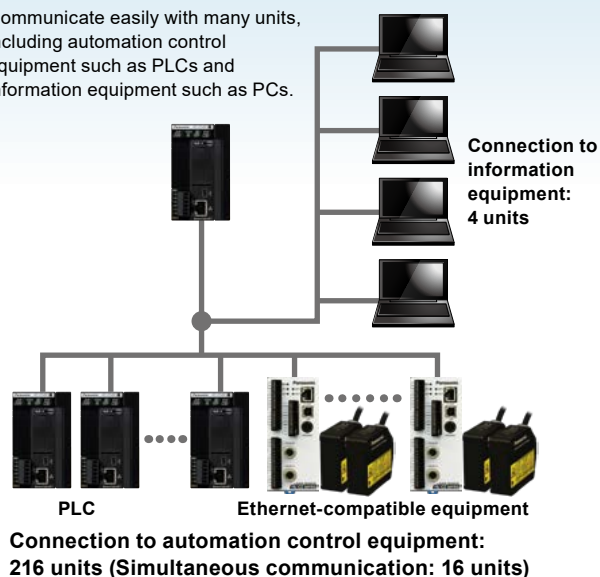 ommunicate easily with many units,
cluding automation control
quipment such as PLCs and
formation equipment such as PCs.
Connection to
information
equipment:
4 units
PLC
Ethernet-compatible equipment
Connection to automation control equipment:
216 units (Simultaneous communication: 16 units)